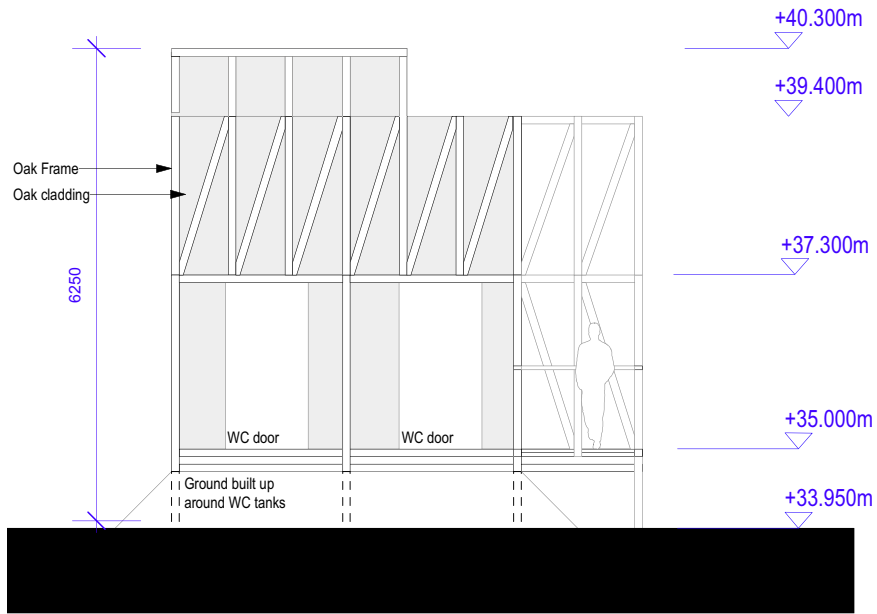 +40.300m
+39.400m
Oak Frame
Oak cladding
+37.300m
6250
+35.000m
WC door
WC door
Ground built up
around WC tanks
+33.950m